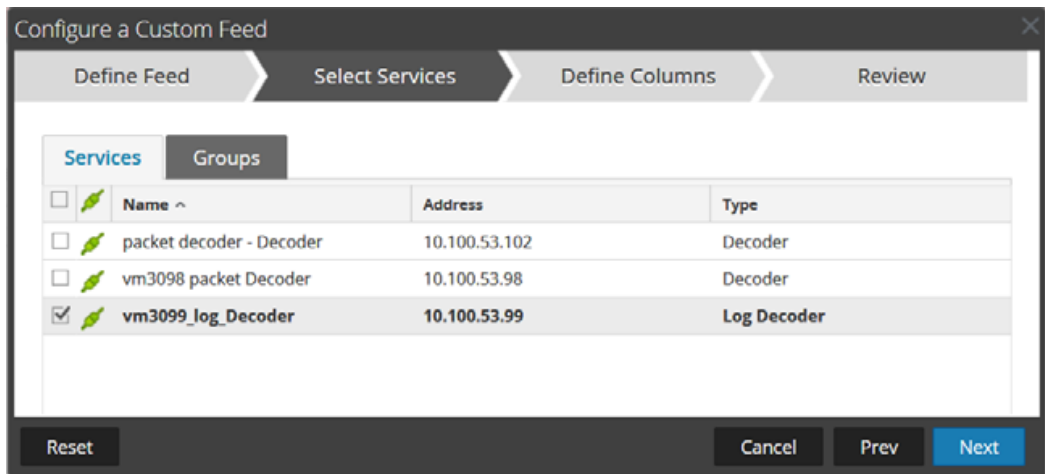 Configure a Custom Feed
Define Feed Select Services Define Columns Review
Services Groups
Name Address Type
packet decoder - Decoder 10.100.53.102 Decoder
vm3098 packet Decoder 10.100.53.98 Decoder
vm3099_log_Decoder 10.100.53.99 Log Decoder
Reset Cancel Prev Next